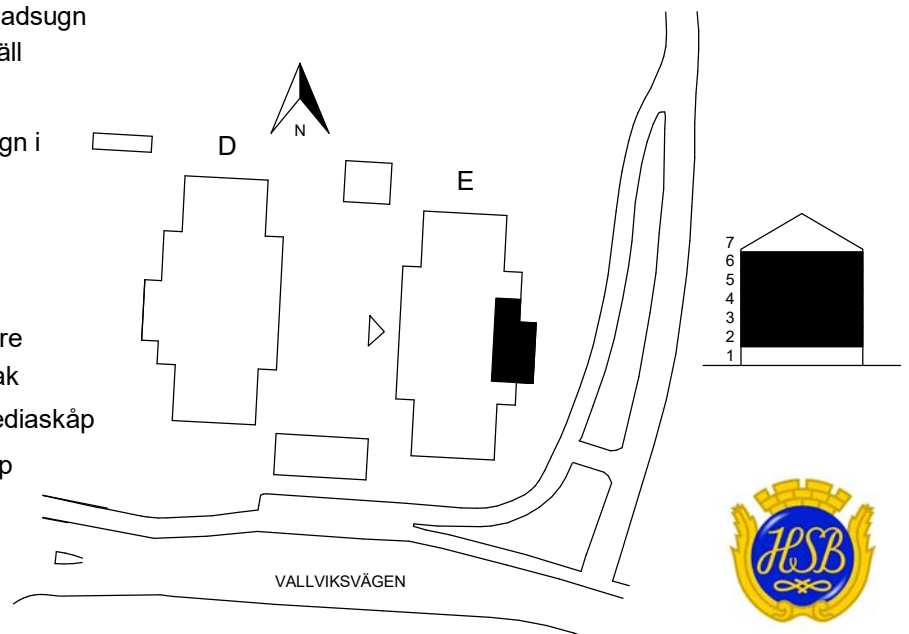 adsugn
äll
gn i
re
ak
ediaskåp
p
N
D
E
7
6
5
4
3
2
1
VALLVIKSVÄGEN
HSB